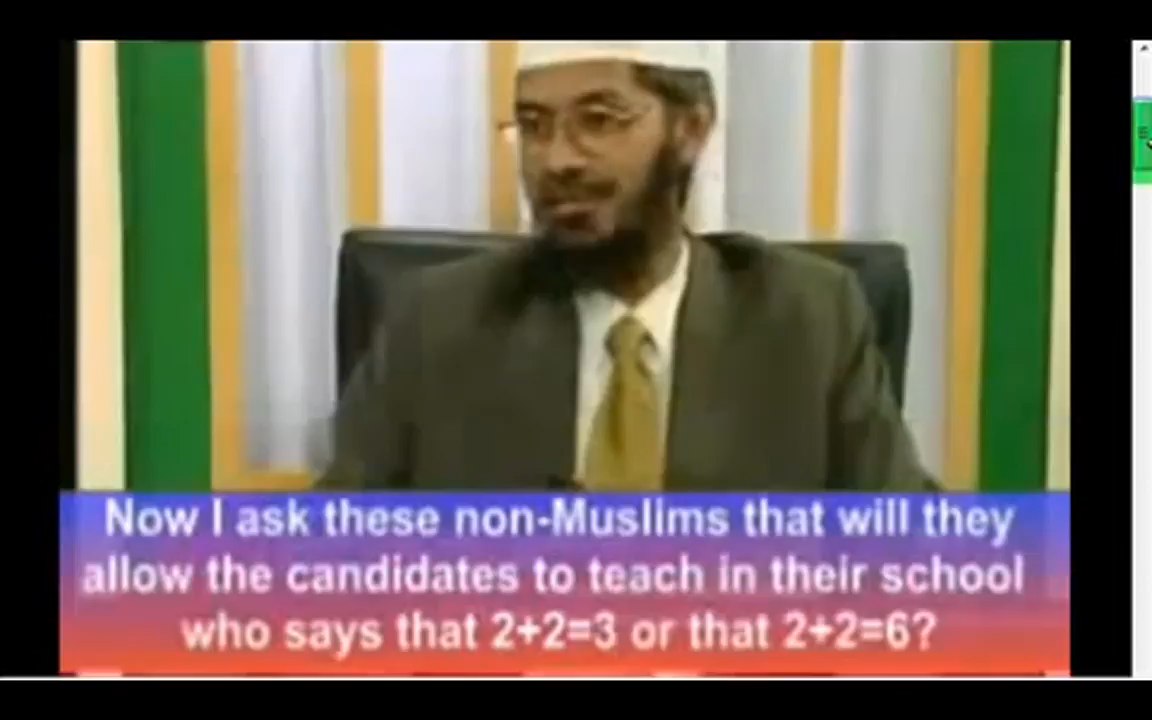 Now I ask these non-Muslims that will they
allow the candidates to teach in their school
who says that 2+2=3 or that 2+2=6?